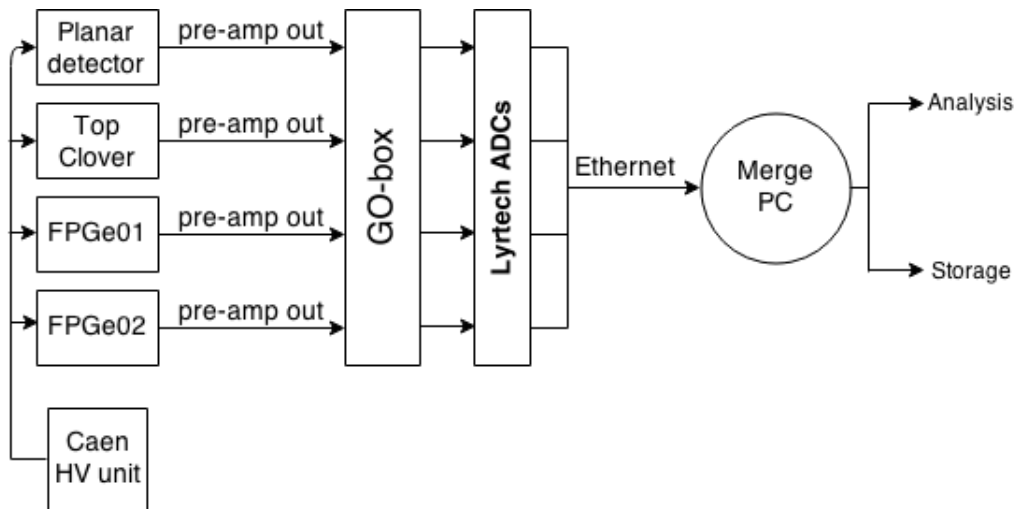 Planar
detector
pre-amp out
Top
Clover
pre-amp out
FPGe01
pre-amp out
FPGe02
pre-amp out
Caen
HV unit
GO-box
Lyrtech ADCs
Ethernet
Merge
PC
Analysis
Storage